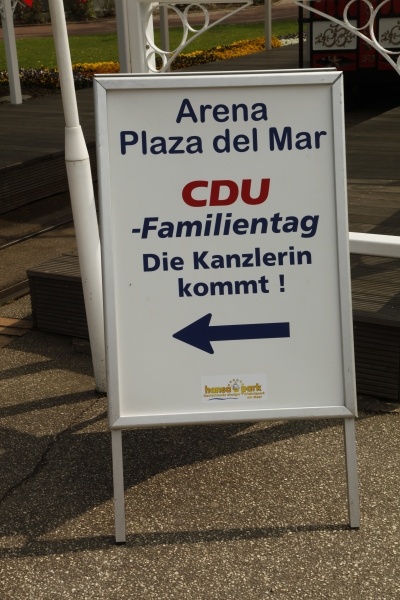 Arena
Plaza del Mar
CDU
-Familientag
Die Kanzlerin
kommt !
hansa park